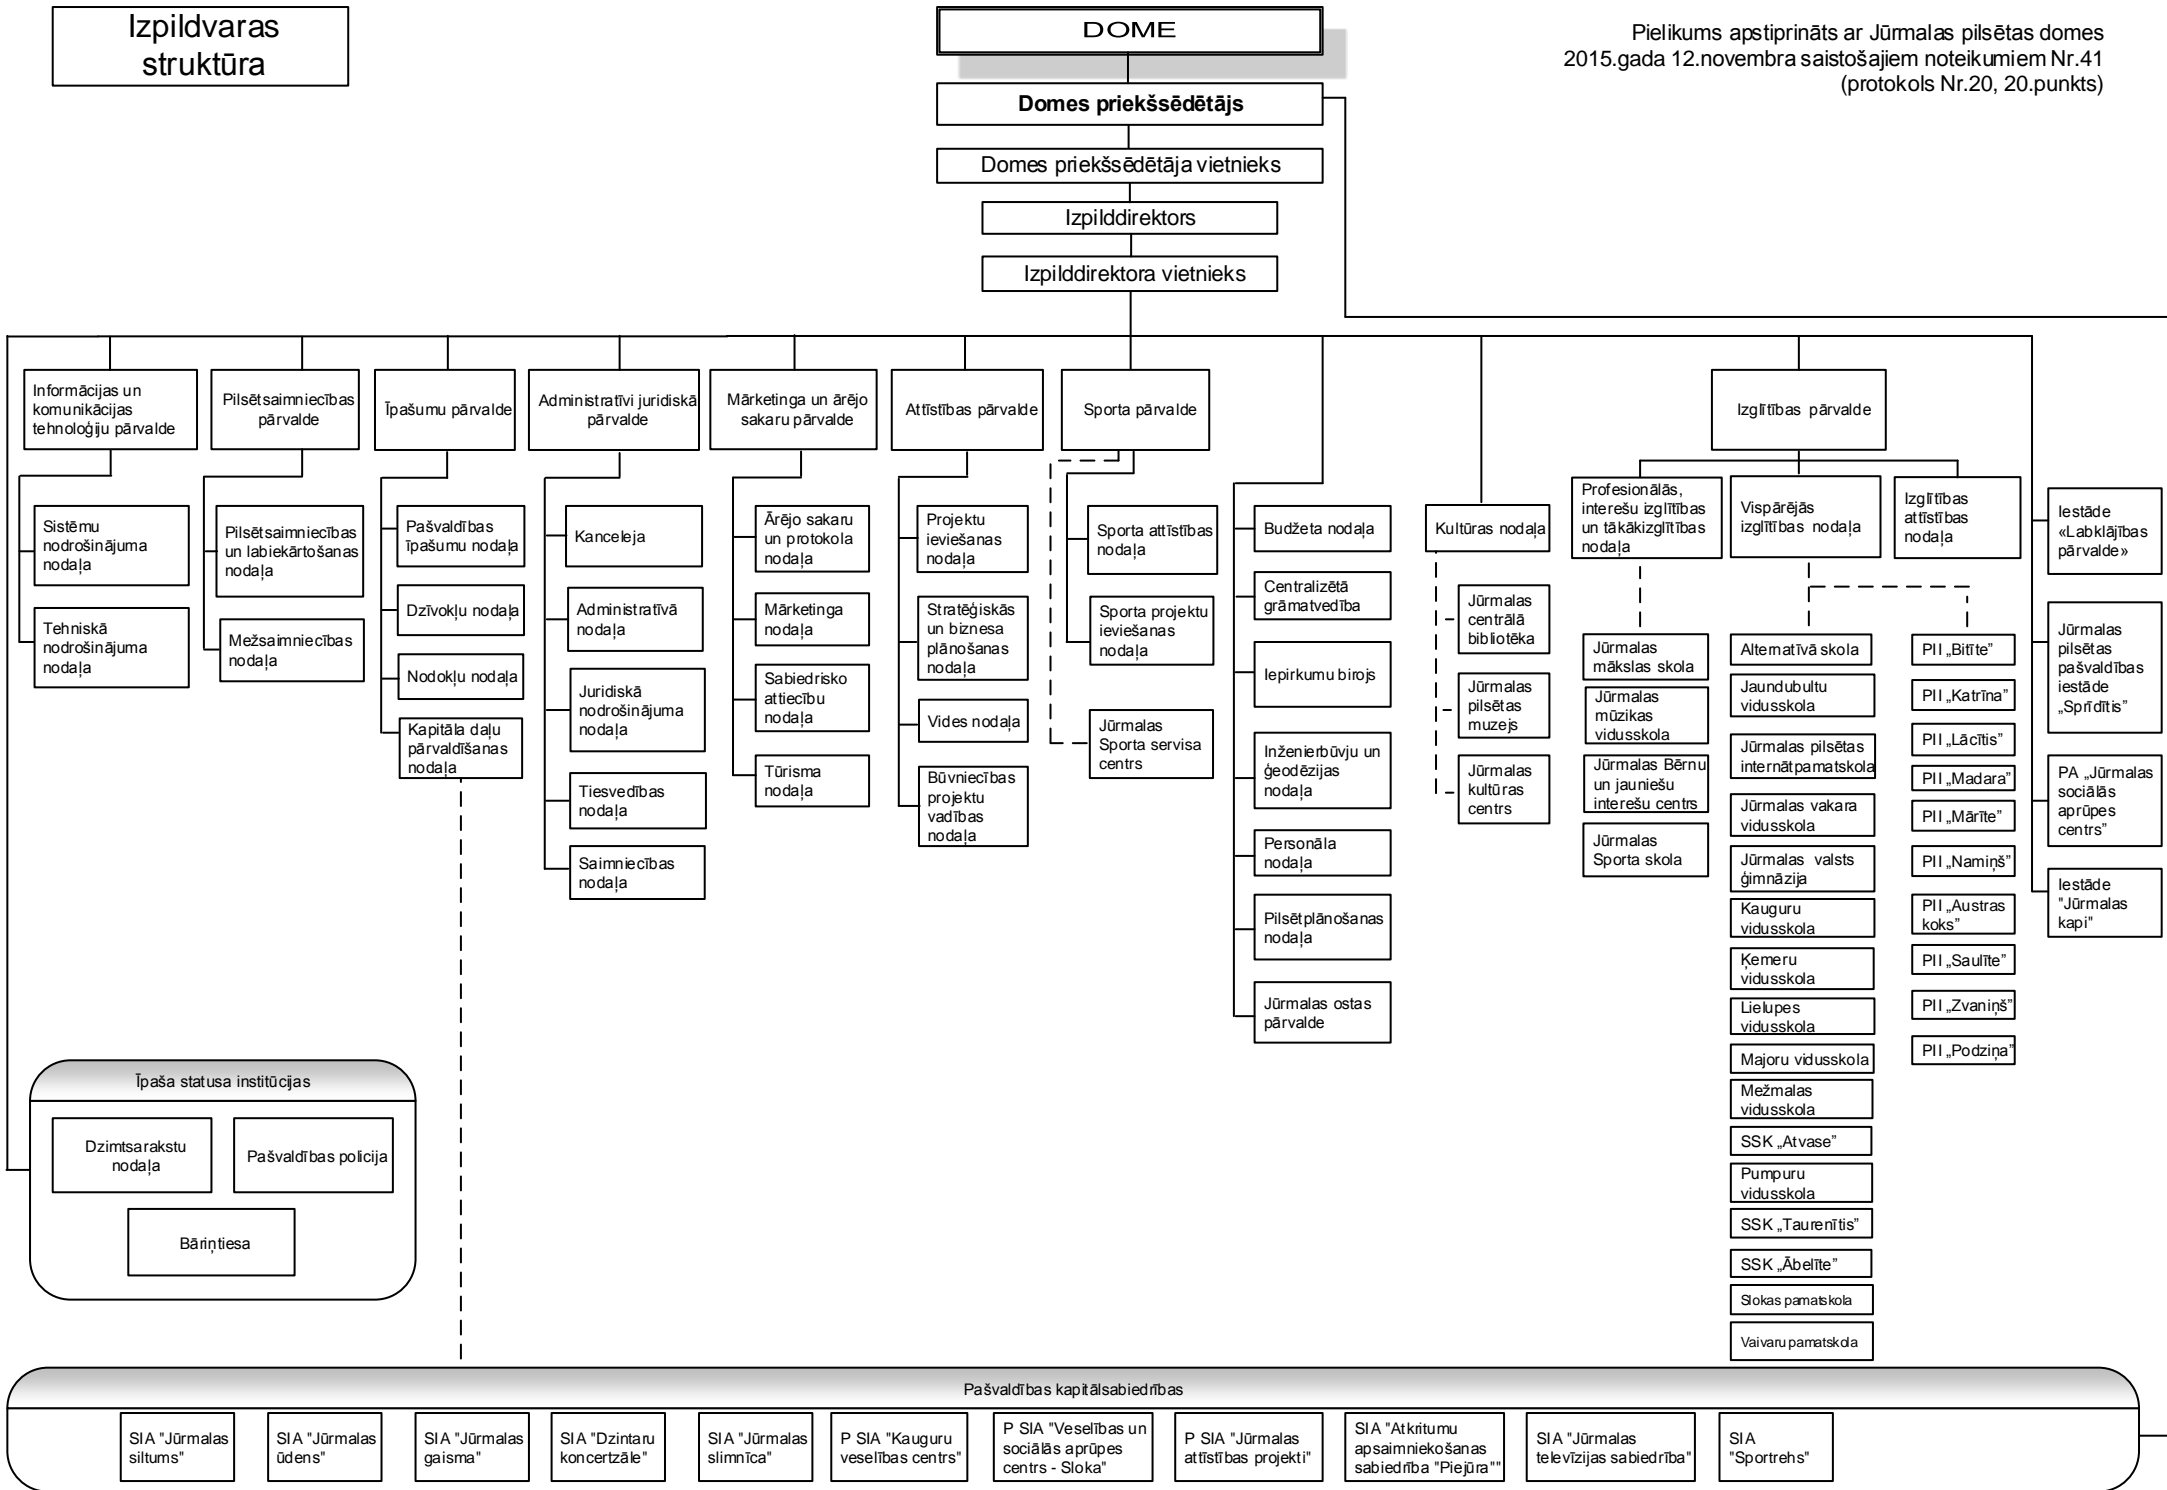 Izpildvaras
struktūra
DOME
Pielikums apstiprināts ar Jūrmalas pilsētas domes
2015.gada 12.novembra saistošajiem noteikumiem Nr.41
(protokols Nr.20, 20.punkts)
Domes priekšsēdētājs
Domes priekšsēdētāja vietnieks
Izpilddirektors
Izpilddirektora vietnieks
Informācijas un
komunikācijas
tehnoloģiju pārvalde
Pilsētsaimniecības
pārvalde
Īpašumu pārvalde
Administratīvi juridiskā
pārvalde
Mārketinga un ārējo
sakaru pārvalde
Attīstības pārvalde
Sporta pārvalde
Izglītības pārvalde
Sistēmu
nodrošinājuma
nodaļa
Tehniskā
nodrošinājuma
nodaļa
Pilsētsaimniecības
un labiekārtošanas
nodaļa
Mežsaimniecības
nodaļa
Pašvaldības
īpašumu nodaļa
Dzīvokļu nodaļa
Nodokļu nodaļa
Kapitāla daļu
pārvaldīšanas
nodaļa
Kanceleja
Administratīvā
nodaļa
Juridiskā
nodrošinājuma
nodaļa
Tiesvedības
nodaļa
Saimniecības
nodaļa
Ārējo sakaru
un protokola
nodaļa
Mārketinga
nodaļa
Sabiedrisko
attiecību
nodaļa
Tūrisma
nodaļa
Projektu
ieviešanas
nodaļa
Stratēģiskās
un biznesa
plānošanas
nodaļa
Vides nodaļa
Būvniecības
projektu
vadības
nodaļa
Sporta attīstības
nodaļa
Sporta projektu
ieviešanas
nodaļa
Jūrmalas
Sporta servisa
centrs
Budžeta nodaļa
Centralizētā
grāmatvedība
Iepirkumu birojs
Inženierbūvju un
ģeodēzijas
nodaļa
Personāla
nodaļa
Pilsētplānošanas
nodaļa
Jūrmalas ostas
pārvalde
Kultūras nodaļa
Jūrmalas
centrālā
bibliotēka
Jūrmalas
pilsētas
muzejs
Jūrmalas
kultūras
centrs
Profesionālās,
interešu izglītības
un tākākizglītības
nodaļa
Jūrmalas
mākslas skola
Jūrmalas
mūzikas
vidusskola
Jūrmalas Bērnu
un jauniešu
interešu centrs
Jūrmalas
Sporta skola
Vispārējās
izglītības nodaļa
Alternatīvā skola
Jaundubultu
vidusskola
Jūrmalas pilsētas
internātpamatskola
Jūrmalas vakara
vidusskola
Jūrmalas valsts
ģimnāzija
Kauguru
vidusskola
Ķemeru
vidusskola
Lielupes
vidusskola
Majoru vidusskola
Mežmalas
vidusskola
SSK „Atvase”
Pumpuru
vidusskola
SSK „Taurenītis”
SSK „Ābelīte”
Slokas pamatskola
Vaivaru pamatskola
Izglītības
attīstības
nodaļa
PII „Bitīte”
PII „Katrīna”
PII „Lācītis”
PII „Madara”
PII „Mārīte”
PII „Namiņš”
PII „Austras
koks”
PII „Saulīte”
PII „Zvaniņš”
PII „Podziņa”
Iestāde
«Labklājības
pārvalde»
Jūrmalas
pilsētas
pašvaldības
iestāde
„Sprīdītis”
PA „Jūrmalas
sociālās
aprūpes
centrs”
Iestāde
"Jūrmalas
kapi"
Īpaša statusa institūcijas
Dzimtsarakstu
nodaļa
Pašvaldības policija
Bāriņtiesa
Pašvaldības kapitālsabiedrības
SIA "Jūrmalas
siltums"
SIA "Jūrmalas
ūdens"
SIA "Jūrmalas
gaisma"
SIA "Dzintaru
koncertzāle"
SIA "Jūrmalas
slimnīca"
P SIA "Kauguru
veselības centrs"
P SIA "Veselības un
sociālās aprūpes
centrs - Sloka"
P SIA "Jūrmalas
attīstības projekti"
SIA "Atkritumu
apsaimniekošanas
sabiedrība "Piejūra""
SIA "Jūrmalas
televīzijas sabiedrība"
SIA
"Sportrehs"